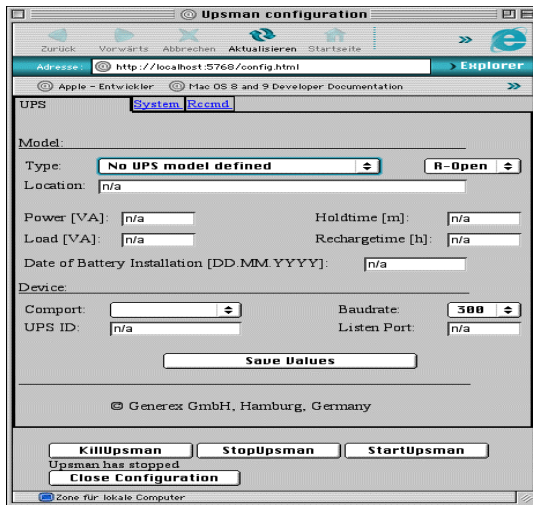 Upsman configuration
Zurück Vorwärts Abbrechen Aktualisieren Startseite »
Adresse: http://localhost:5768/config.html > Explorer
Apple - Entwickler Mac OS 8 and 9 Developer Documentation »
UPS System Rccmd
Model:
Type: No UPS model defined R-Open
Location: n/a
Power [VA]: n/a Holdtime [m]: n/a
Load [VA]: n/a Rechargetime [h]: n/a
Date of Battery Installation [DD.MM.YYYY]: n/a
Device:
Comport: Baudrate: 300
UPS ID: n/a Listen Port: n/a
Save Values
© Generex GmbH, Hamburg, Germany
KillUpsman StopUpsman StartUpsman
Upsman has stopped
Close Configuration
Zone für lokale Computer